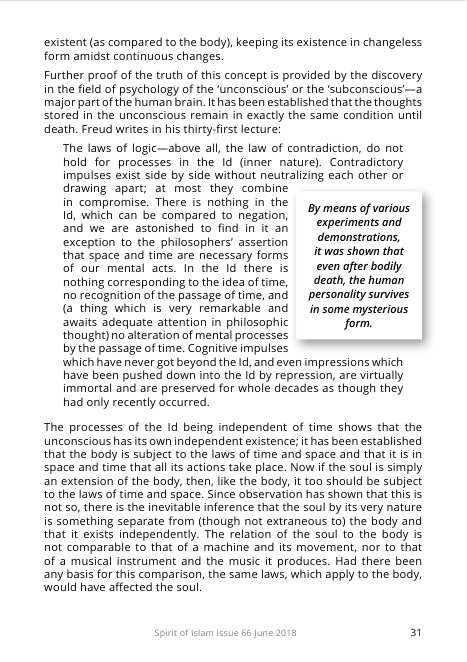 existent (as compared to the body), keeping its existence in changeless
form amidst continuous changes.
Further proof of the truth of this concept is provided by the discovery
in the field of psychology of the ‘unconscious’ or the ‘subconscious’—a
major part of the human brain. It has been established that the thoughts
stored in the unconscious remain in exactly the same condition until
death. Freud writes in his thirty-first lecture:
The laws of logic—above all, the law of contradiction, do not
hold for processes in the Id (inner nature). Contradictory
impulses exist side by side without neutralizing each other or
drawing apart; at most they combine
in compromise. There is nothing in the
Id, which can be compared to negation,
and we are astonished to find in it an
exception to the philosophers’ assertion
that space and time are necessary forms
of our mental acts. In the Id there is
nothing corresponding to the idea of time,
no recognition of the passage of time, and
(a thing which is very remarkable and
awaits adequate attention in philosophic
thought) no alteration of mental processes
by the passage of time. Cognitive impulses
which have never got beyond the Id, and even impressions which
have been pushed down into the Id by repression, are virtually
immortal and are preserved for whole decades as though they
had only recently occurred.
By means of various
experiments and
demonstrations,
it was shown that
even after bodily
death, the human
personality survives
in some mysterious
form.
The processes of the Id being independent of time shows that the
unconscious has its own independent existence; it has been established
that the body is subject to the laws of time and space and that it is in
space and time that all its actions take place. Now if the soul is simply
an extension of the body, then, like the body, it too should be subject
to the laws of time and space. Since observation has shown that this is
not so, there is the inevitable inference that the soul by its very nature
is something separate from (though not extraneous to) the body and
that it exists independently. The relation of the soul to the body is
not comparable to that of a machine and its movement, nor to that
of a musical instrument and the music it produces. Had there been
any basis for this comparison, the same laws, which apply to the body,
would have affected the soul.
Spirit of Islam Issue 66 June 2018
31